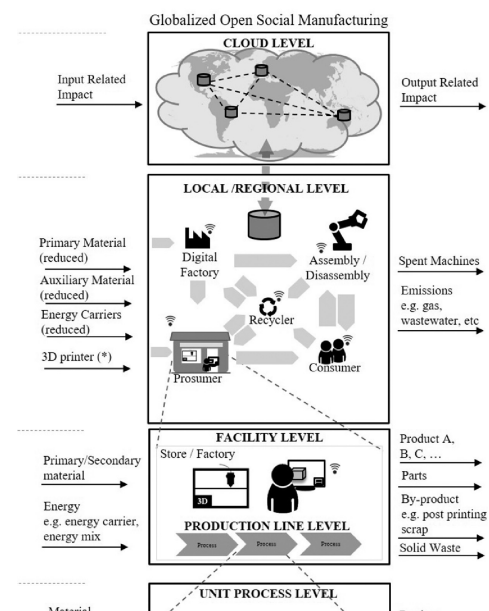 Globalized Open Social Manufacturing
CLOUD LEVEL
Input Related
Impact
Output Related
Impact
LOCAL /REGIONAL LEVEL
Primary Material
(reduced)
Auxiliary Material
(reduced)
Energy Carriers
(reduced)
3D printer (*)
Digital
Factory
Assembly /
Disassembly
Recycler
Prosumer
Consumer
Spent Machines
Emissions
e.g. gas,
wastewater, etc
FACILITY LEVEL
Store / Factory
3D
PRODUCTION LINE LEVEL
Process
Process
Process
Primary/Secondary
material
Energy
e.g. energy carrier,
energy mix
Product A,
B, C, …
Parts
By-product
e.g. post printing
scrap
Solid Waste
UNIT PROCESS LEVEL
Material